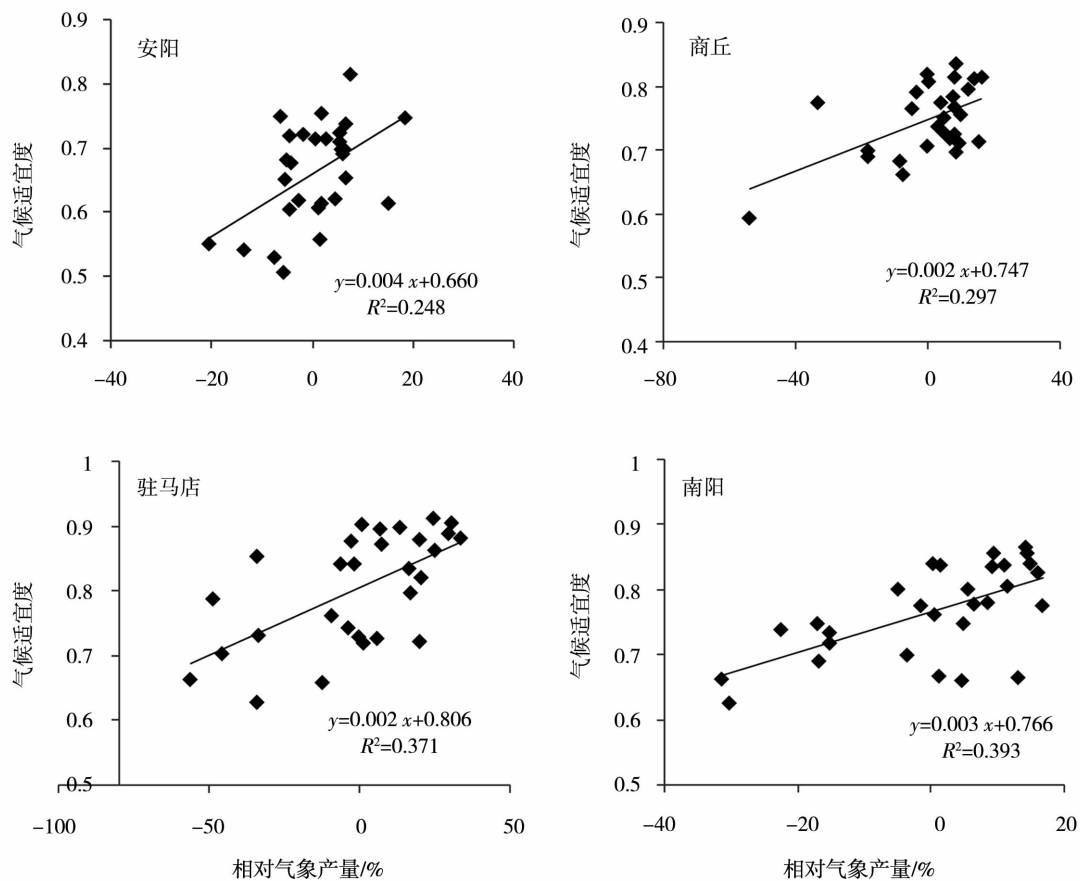 安阳
0.9
0.8
0.7
0.6
0.5
0.4
气候适宜度
y=0.004 x+0.660
R²=0.248
−40 −20 0 20 40
商丘
0.9
0.8
0.7
0.6
0.5
0.4
气候适宜度
y=0.002 x+0.747
R²=0.297
−80 −40 0 40
驻马店
1
0.9
0.8
0.7
0.6
0.5
气候适宜度
y=0.002 x+0.806
R²=0.371
−100 −50 0 50
相对气象产量/%
南阳
1
0.9
0.8
0.7
0.6
0.5
气候适宜度
y=0.003 x+0.766
R²=0.393
−40 −20 0 20
相对气象产量/%